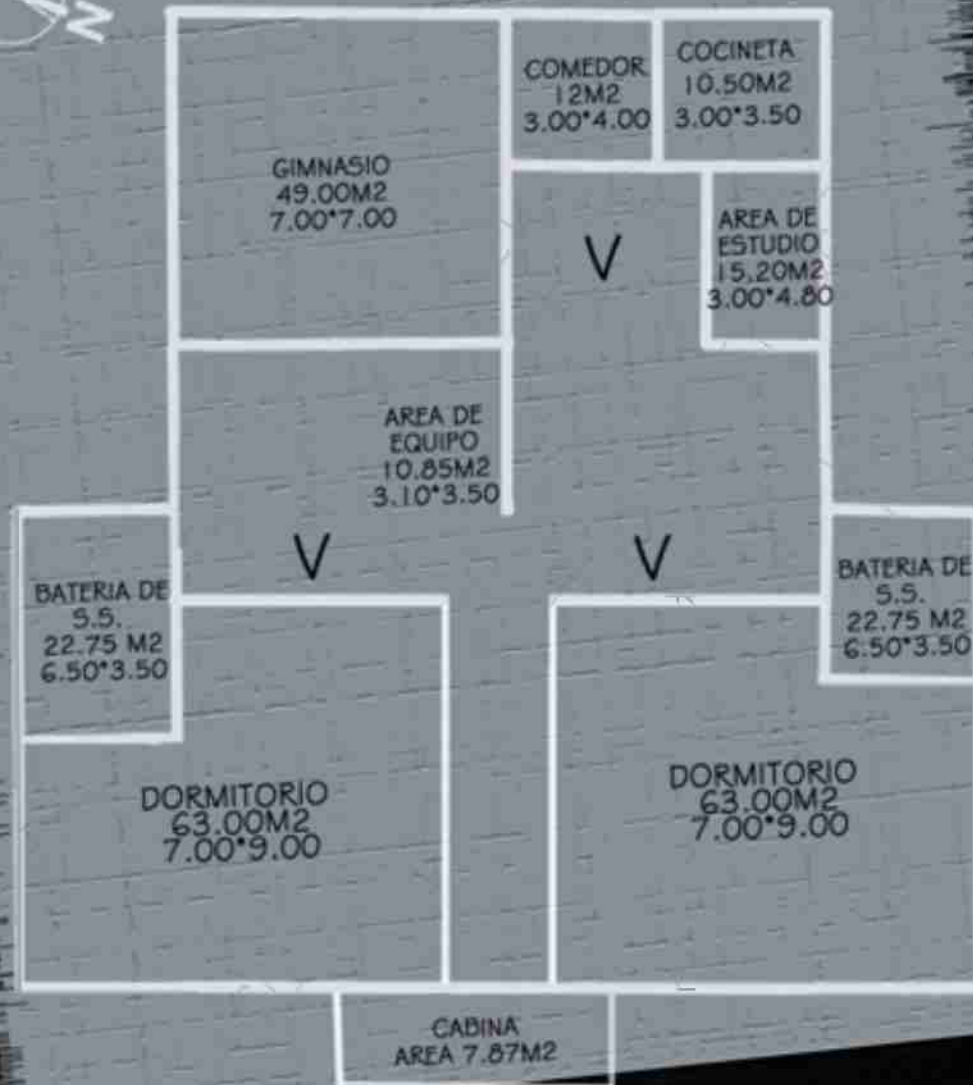 N
COMEDOR
12M2
3.00*4.00
COCINETA
10.50M2
3.00*3.50
GIMNASIO
49.00M2
7.00*7.00
V
AREA DE
ESTUDIO
15.20M2
3.00*4.80
AREA DE
EQUIPO
10.85M2
3.10*3.50
V
V
BATERIA DE
S.S.
22.75 M2
6.50*3.50
BATERIA DE
S.S.
22.75 M2
6.50*3.50
DORMITORIO
63.00M2
7.00*9.00
DORMITORIO
63.00M2
7.00*9.00
CABINA
AREA 7.87M2